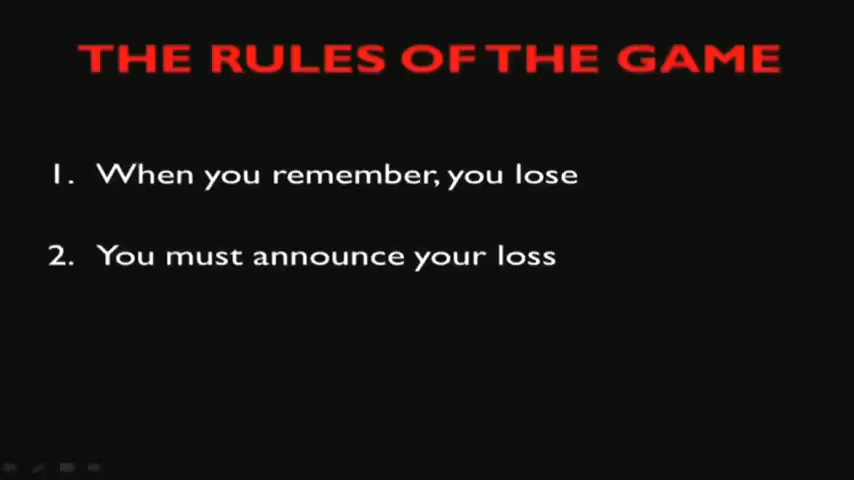 THE RULES OF THE GAME
1. When you remember, you lose
2. You must announce your loss